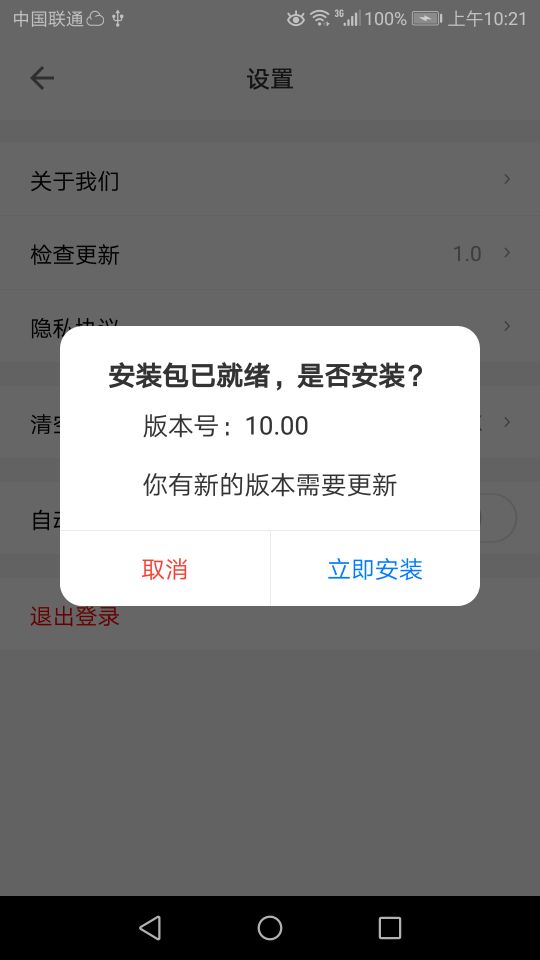 中国联通 3G 100% 上午10:21
设置
关于我们
检查更新 1.0
隐私协议
安装包已就绪，是否安装？
版本号：10.00
清空
你有新的版本需要更新
自动
取消 立即安装
退出登录